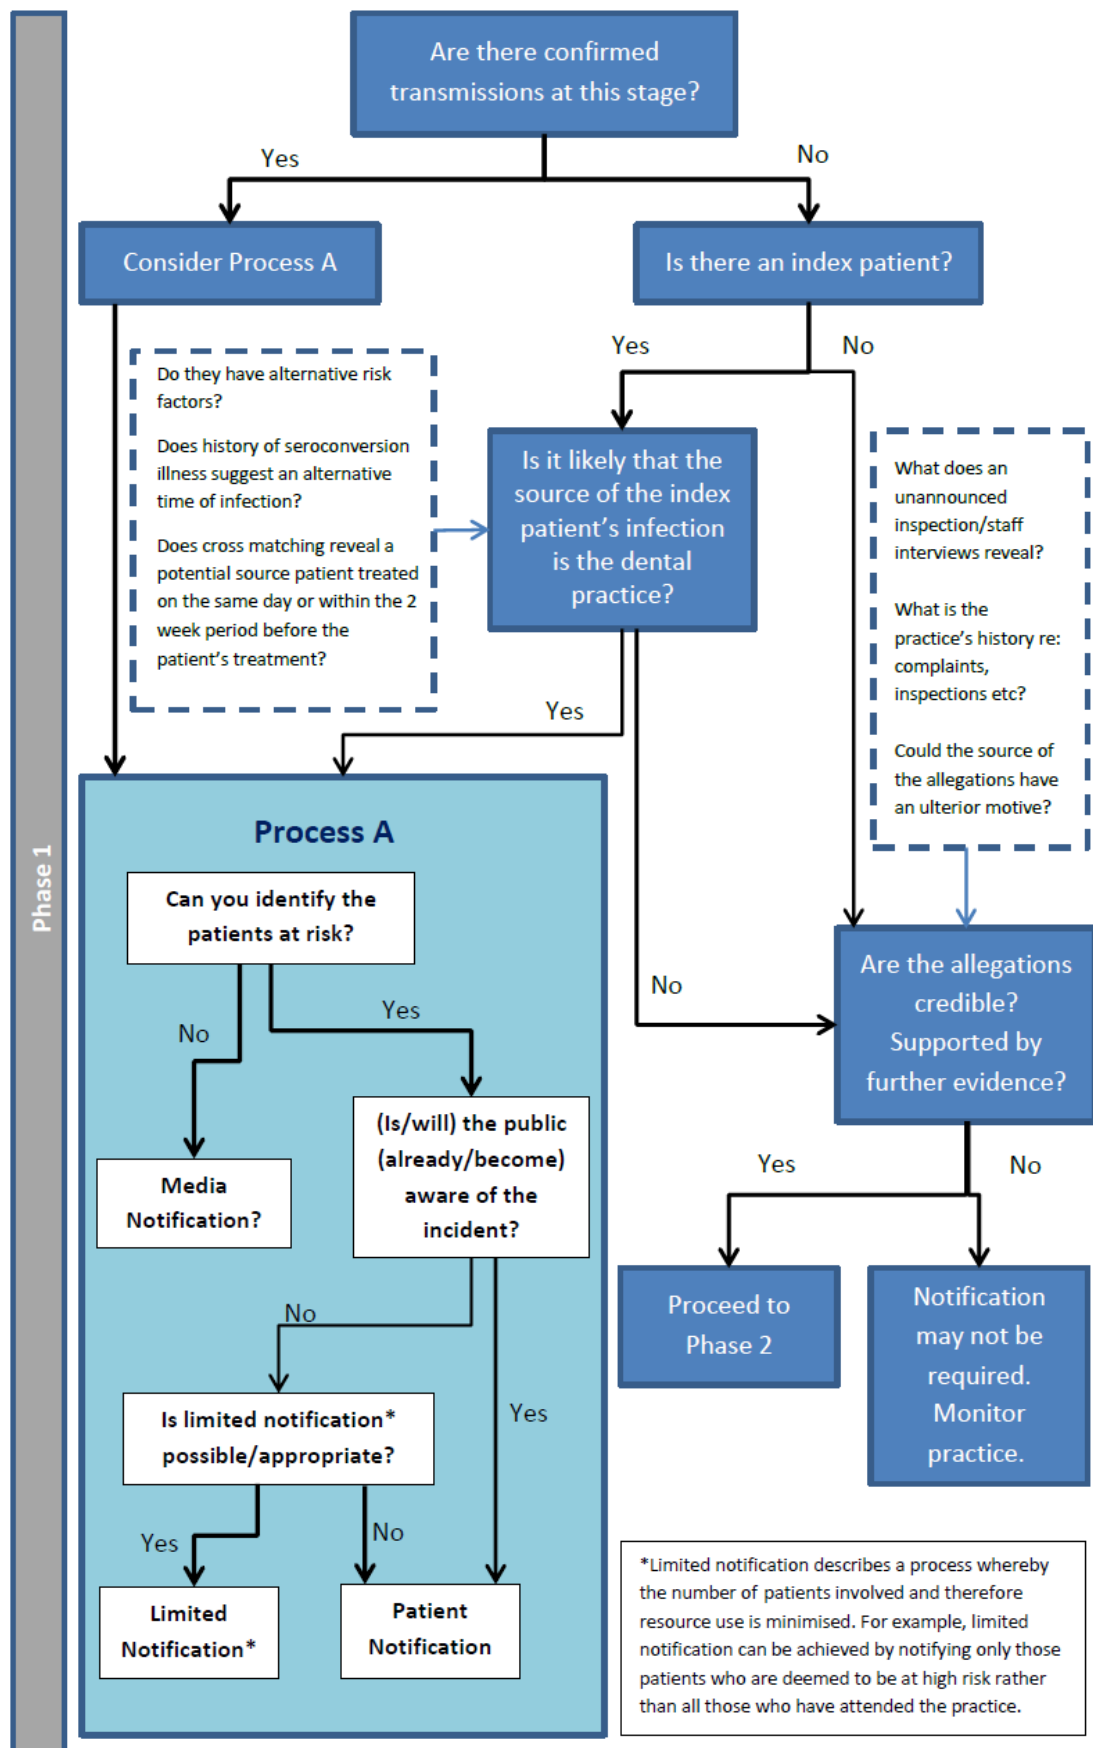 Phase 1
Are there confirmed
transmissions at this stage?
Yes
No
Consider Process A
Is there an index patient?
Yes
No
Do they have alternative risk
factors?
Does history of seroconversion
illness suggest an alternative
time of infection?
Does cross matching reveal a
potential source patient treated
on the same day or within the 2
week period before the
patient's treatment?
Is it likely that the
source of the index
patient's infection
is the dental
practice?
What does an
unannounced
inspection/staff
interviews reveal?
What is the
practice's history re:
complaints,
inspections etc?
Could the source of
the allegations have
an ulterior motive?
Yes
No
Process A
Can you identify the
patients at risk?
No
Yes
Media
Notification?
(Is/will) the public
(already/become)
aware of the
incident?
No
Yes
Is limited notification*
possible/appropriate?
Yes
No
Limited
Notification*
Patient
Notification
Are the allegations
credible?
Supported by
further evidence?
Yes
No
Proceed to
Phase 2
Notification
may not be
required.
Monitor
practice.
*Limited notification describes a process whereby
the number of patients involved and therefore
resource use is minimised. For example, limited
notification can be achieved by notifying only those
patients who are deemed to be at high risk rather
than all those who have attended the practice.